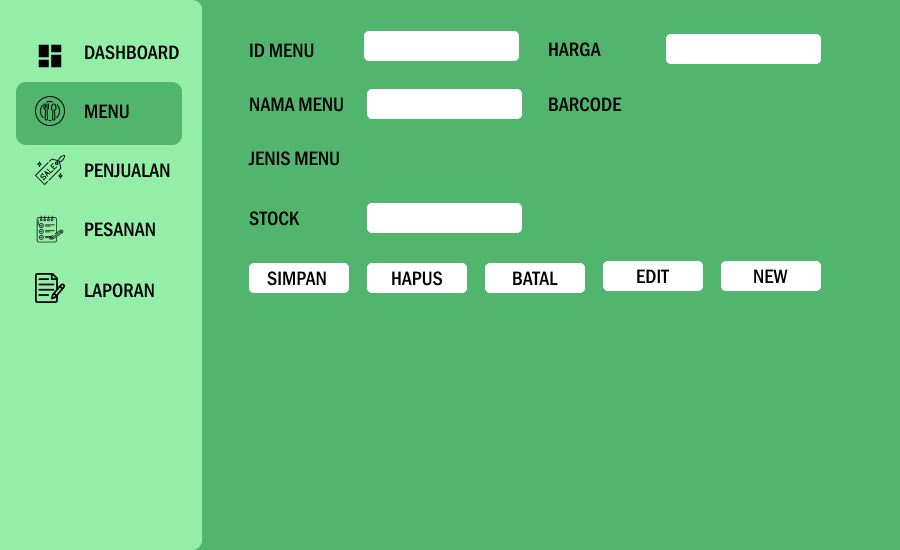 DASHBOARD
MENU
SALE
PENJUALAN
PESANAN
LAPORAN
ID MENU
HARGA
NAMA MENU
BARCODE
JENIS MENU
STOCK
SIMPAN
HAPUS
BATAL
EDIT
NEW